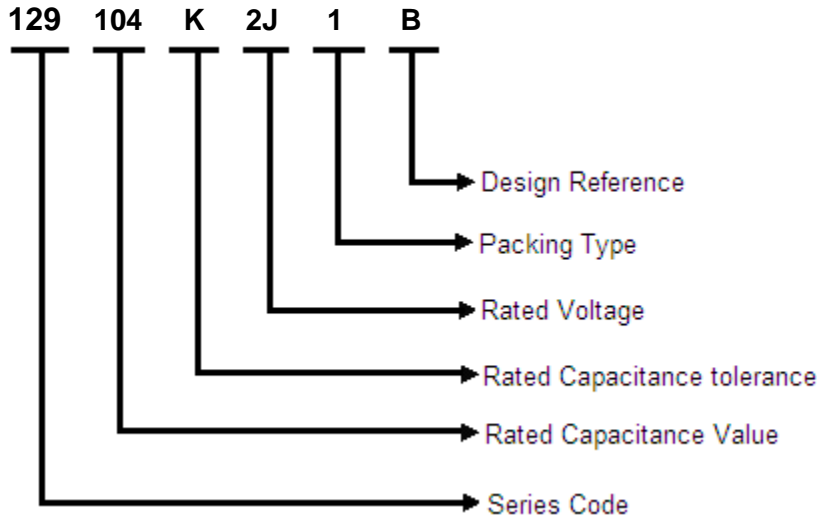 129 104 K 2J 1 B
Design Reference
Packing Type
Rated Voltage
Rated Capacitance tolerance
Rated Capacitance Value
Series Code